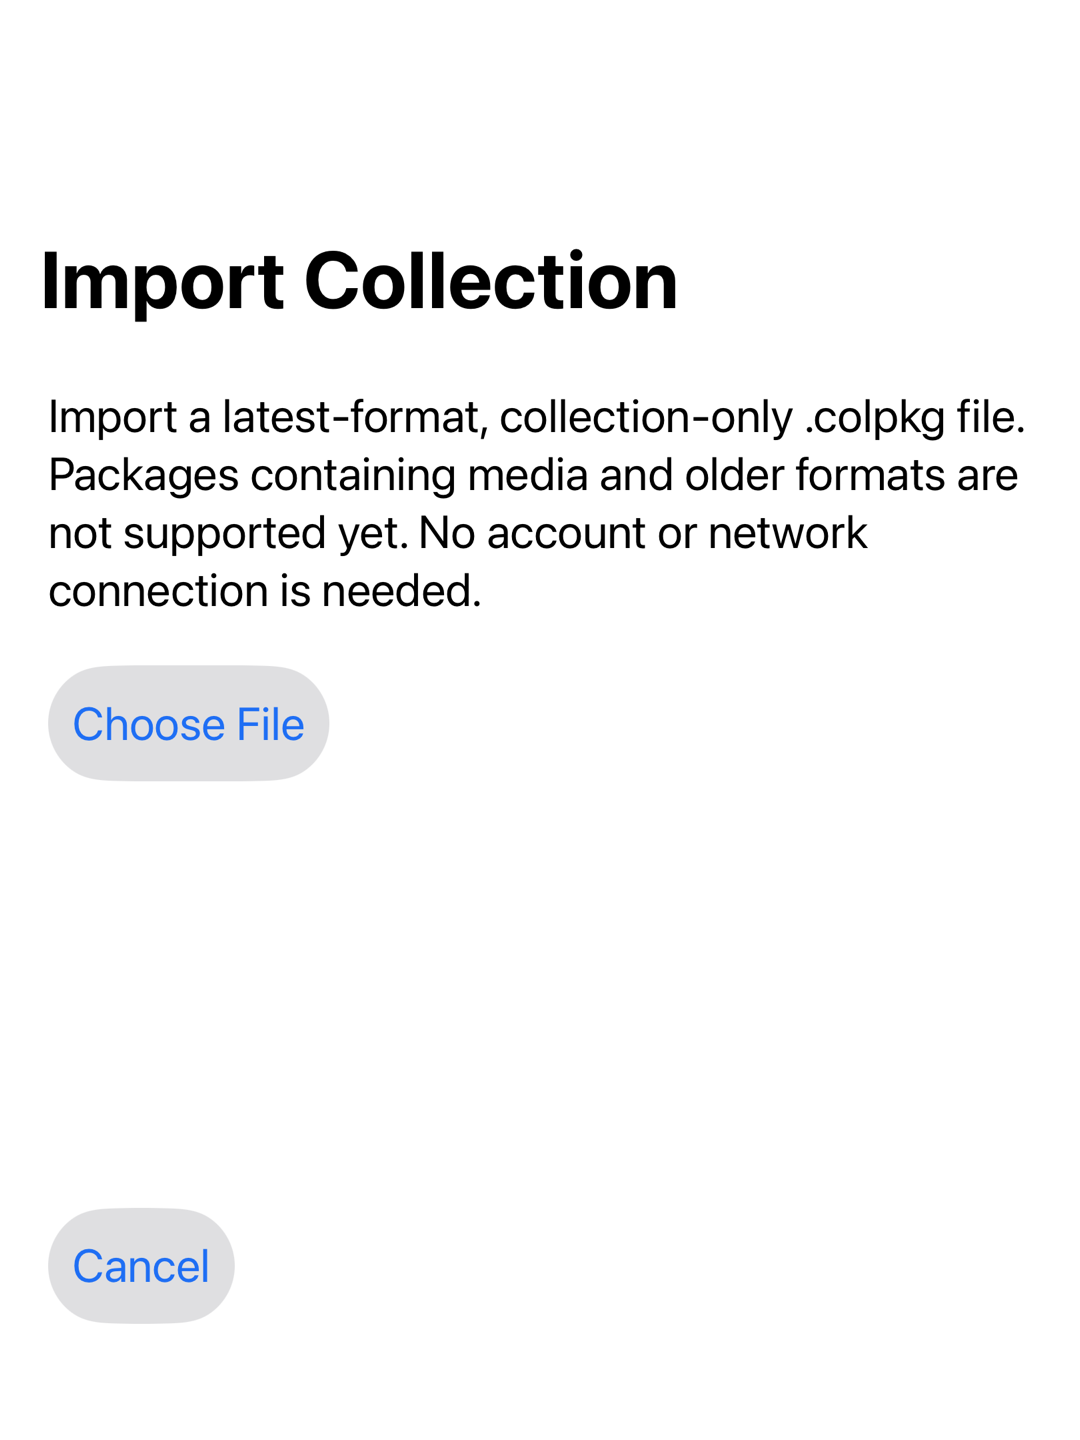 Import Collection
Import a latest-format, collection-only .colpkg file.
Packages containing media and older formats are
not supported yet. No account or network
connection is needed.
Choose File
Cancel